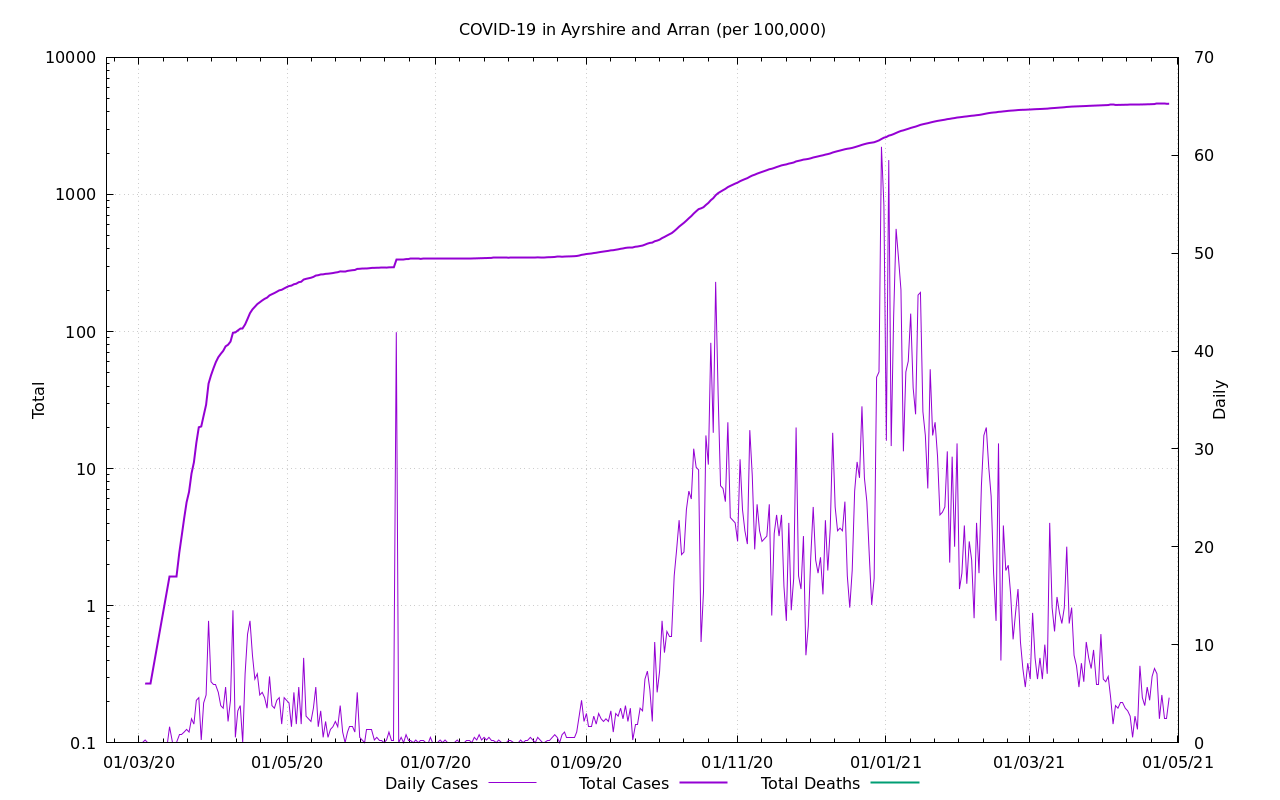 COVID-19 in Ayrshire and Arran (per 100,000)
10000
1000
100
10
1
0.1
Total
70
60
50
40
30
20
10
0
Daily
01/03/20 01/05/20 01/07/20 01/09/20 01/11/20 01/01/21 01/03/21 01/05/21
Daily Cases Total Cases Total Deaths